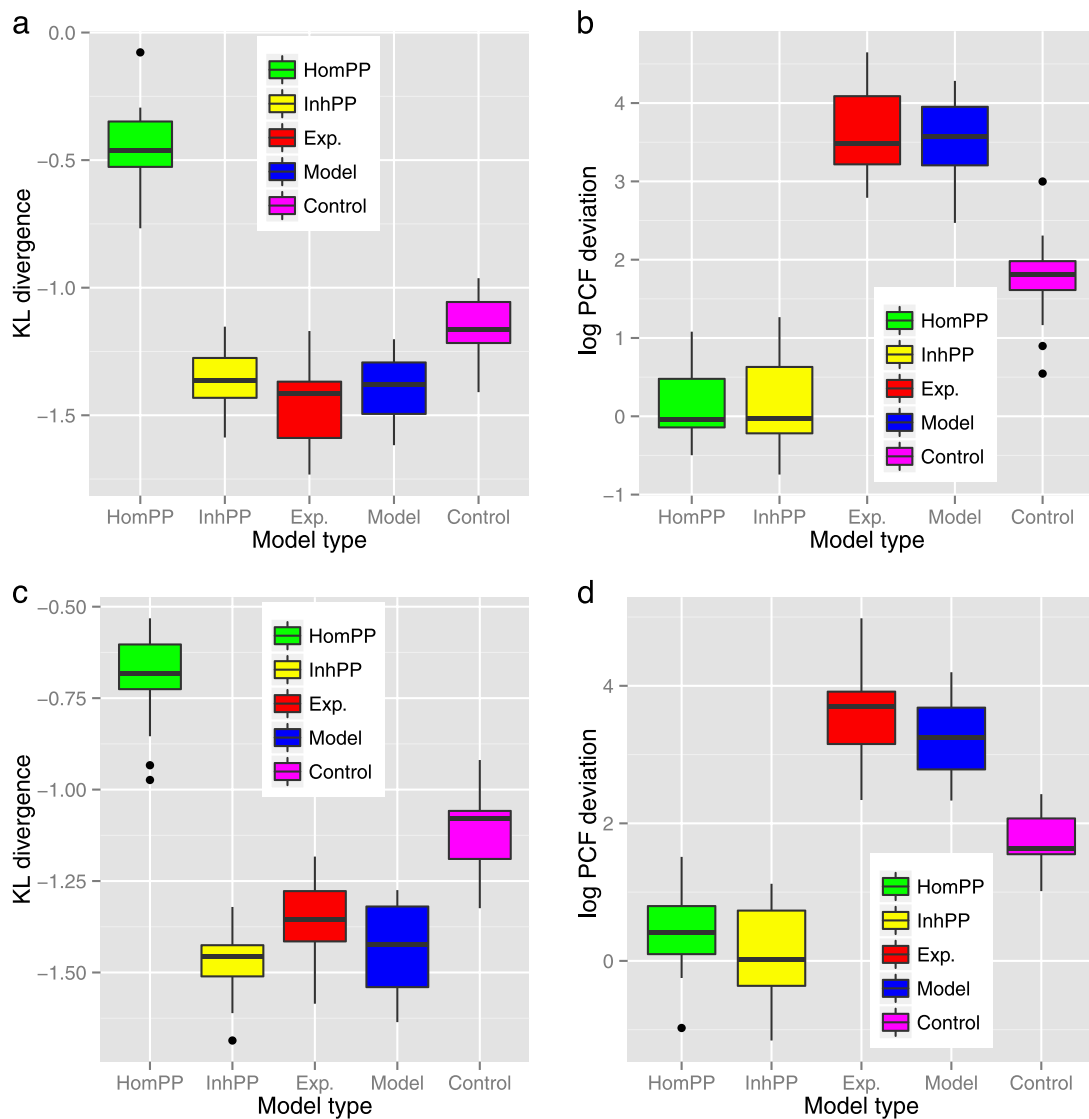 a
0.0
−0.5
−1.0
−1.5
KL divergence
HomPP
InhPP
Exp.
Model
Control
HomPP InhPP Exp. Model Control
Model type
b
4
3
2
1
0
−1
log PCF deviation
HomPP
InhPP
Exp.
Model
Control
HomPP InhPP Exp. Model Control
Model type
c
−0.50
−0.75
−1.00
−1.25
−1.50
KL divergence
HomPP
InhPP
Exp.
Model
Control
HomPP InhPP Exp. Model Control
Model type
d
4
2
0
log PCF deviation
HomPP
InhPP
Exp.
Model
Control
HomPP InhPP Exp. Model Control
Model type